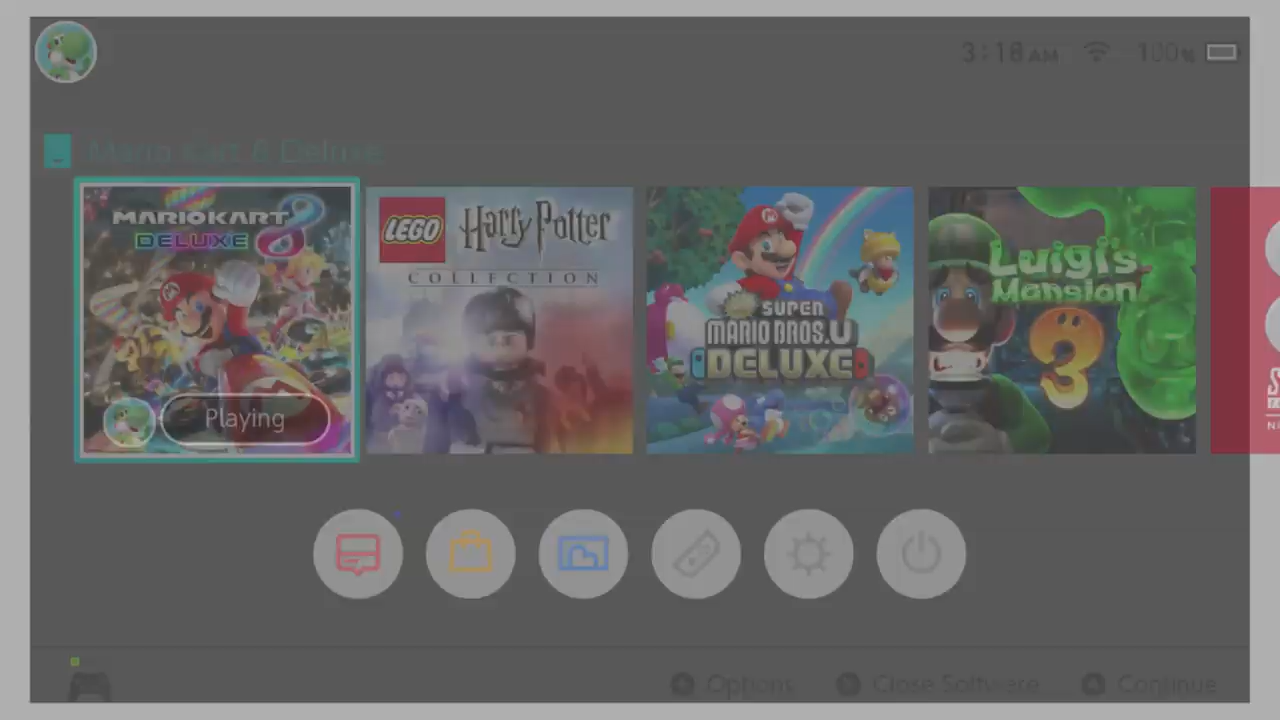 3:18 AM 100%
Mario Kart 8 Deluxe
MARIOKART 8
DELUXE
Playing
LEGO Harry Potter
COLLECTION
SUPER
MARIO BROS. U
DELUXE
Luigi's
Mansion
3
Options Close Software Continue